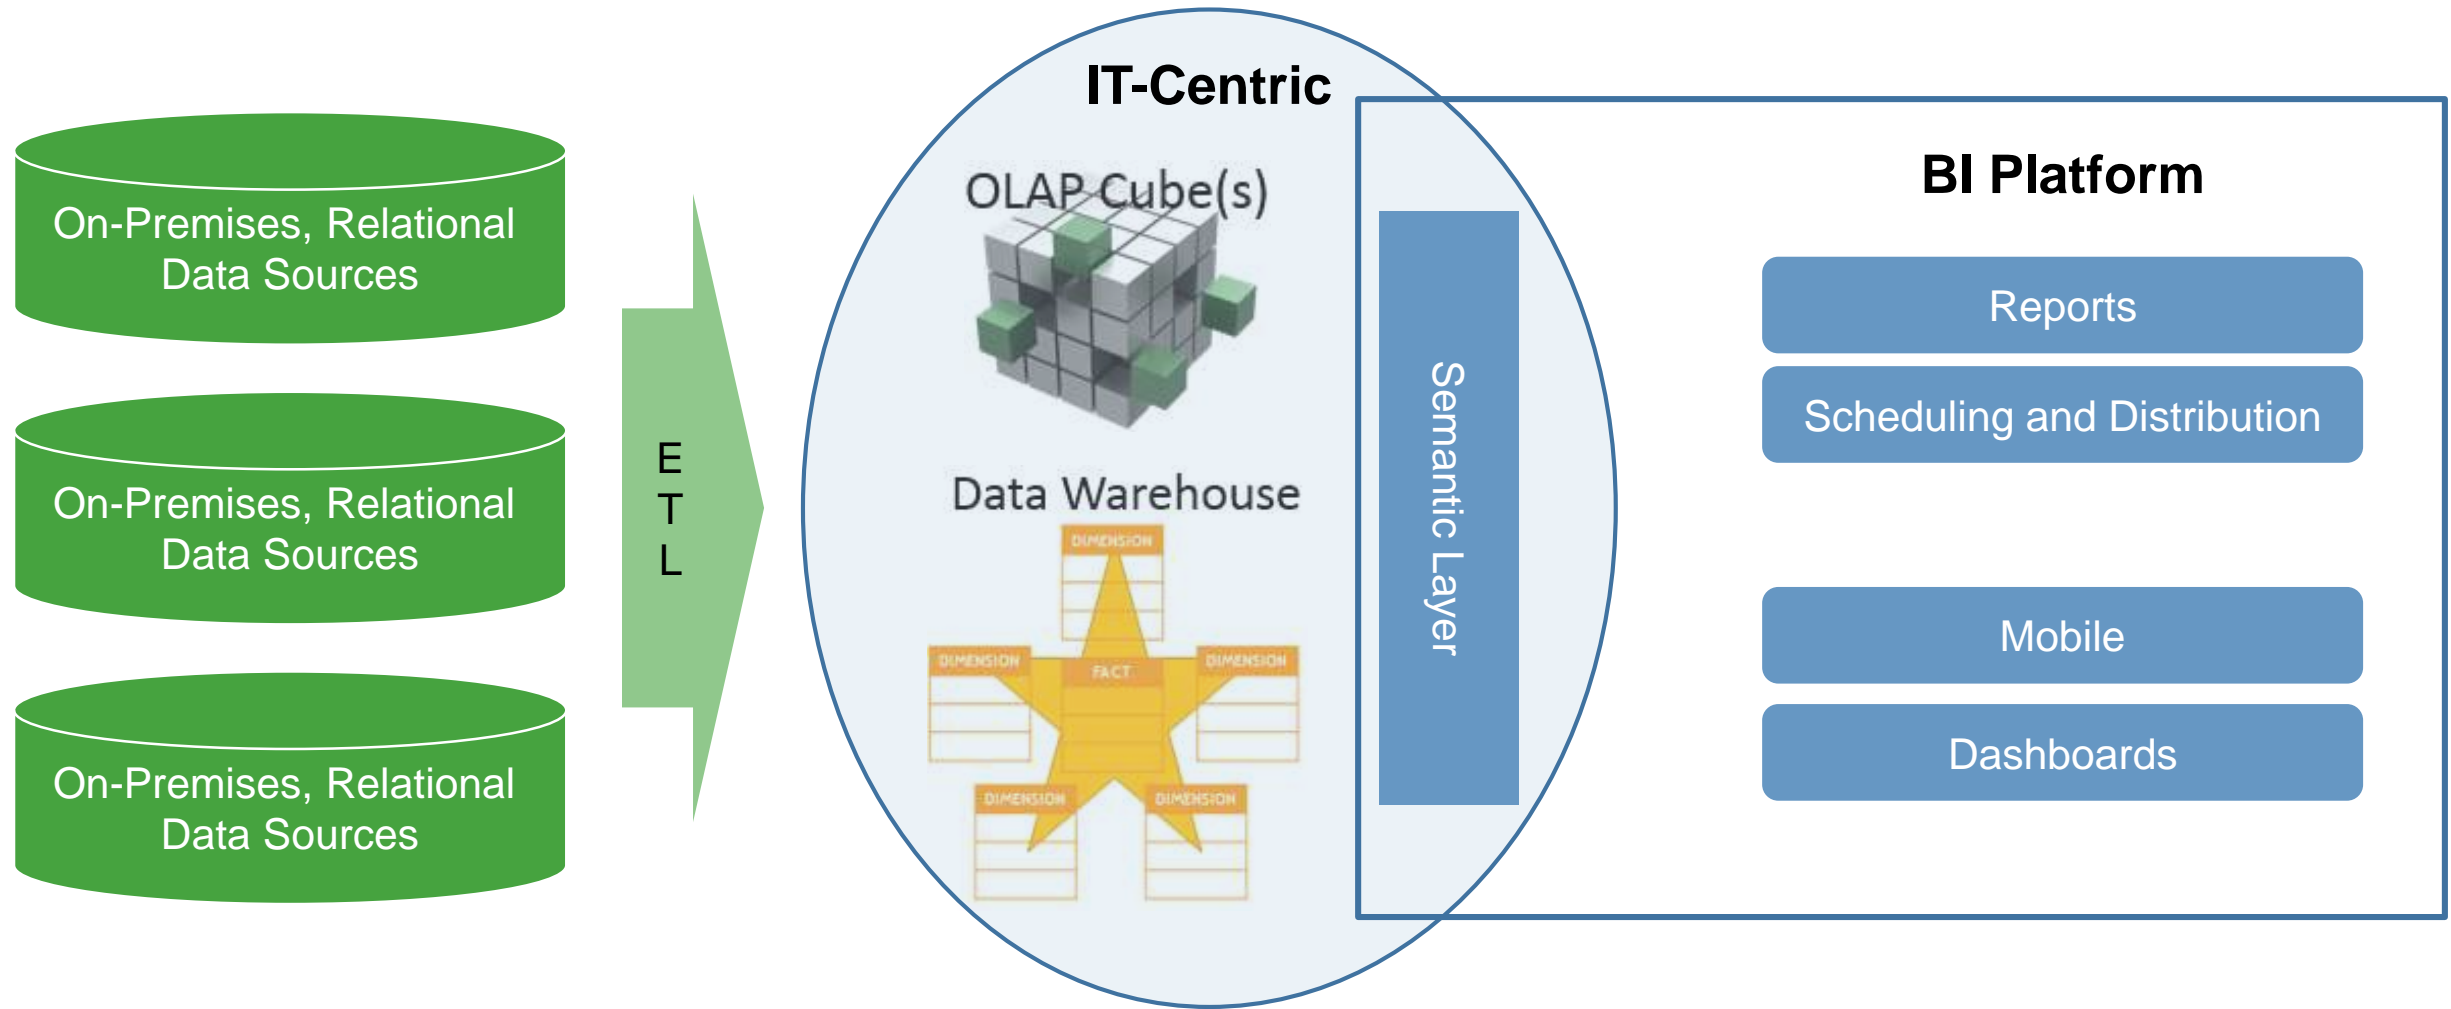 On-Premises, Relational
Data Sources
On-Premises, Relational
Data Sources
On-Premises, Relational
Data Sources
E
T
L
IT-Centric
OLAP Cube(s)
Data Warehouse
DIMENSION
DIMENSION
FACT
DIMENSION
DIMENSION
DIMENSION
Semantic Layer
BI Platform
Reports
Scheduling and Distribution
Mobile
Dashboards